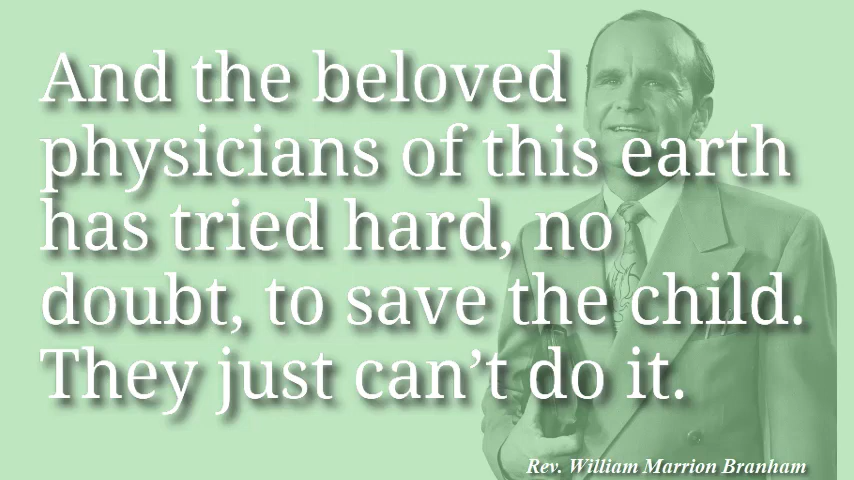 And the beloved
physicians of this earth
has tried hard, no
doubt, to save the child.
They just can’t do it.
Rev. William Marrion Branham